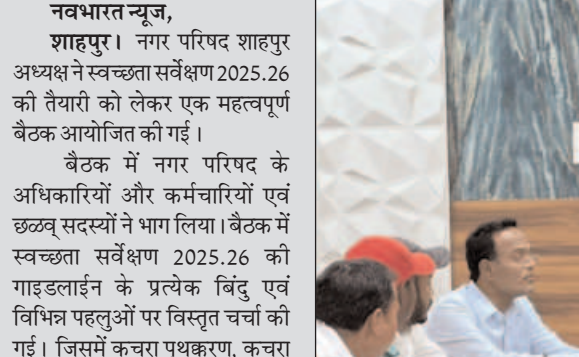 नवभारत न्यूज,
शाहपुर। नगर परिषद शाहपुर
अध्यक्ष ने स्वच्छता सर्वेक्षण 2025.26
की तैयारी को लेकर एक महत्वपूर्ण
बैठक आयोजित की गई।
बैठक में नगर परिषद के
अधिकारियों और कर्मचारियों एवं
छळव् सदस्यों ने भाग लिया। बैठक में
स्वच्छता सर्वेक्षण 2025.26 की
गाइडलाईन के प्रत्येक बिंदु एवं
विभिन्न पहलुओं पर विस्तृत चर्चा की
गई। जिसमें कचरा पृथक्करण, कचरा